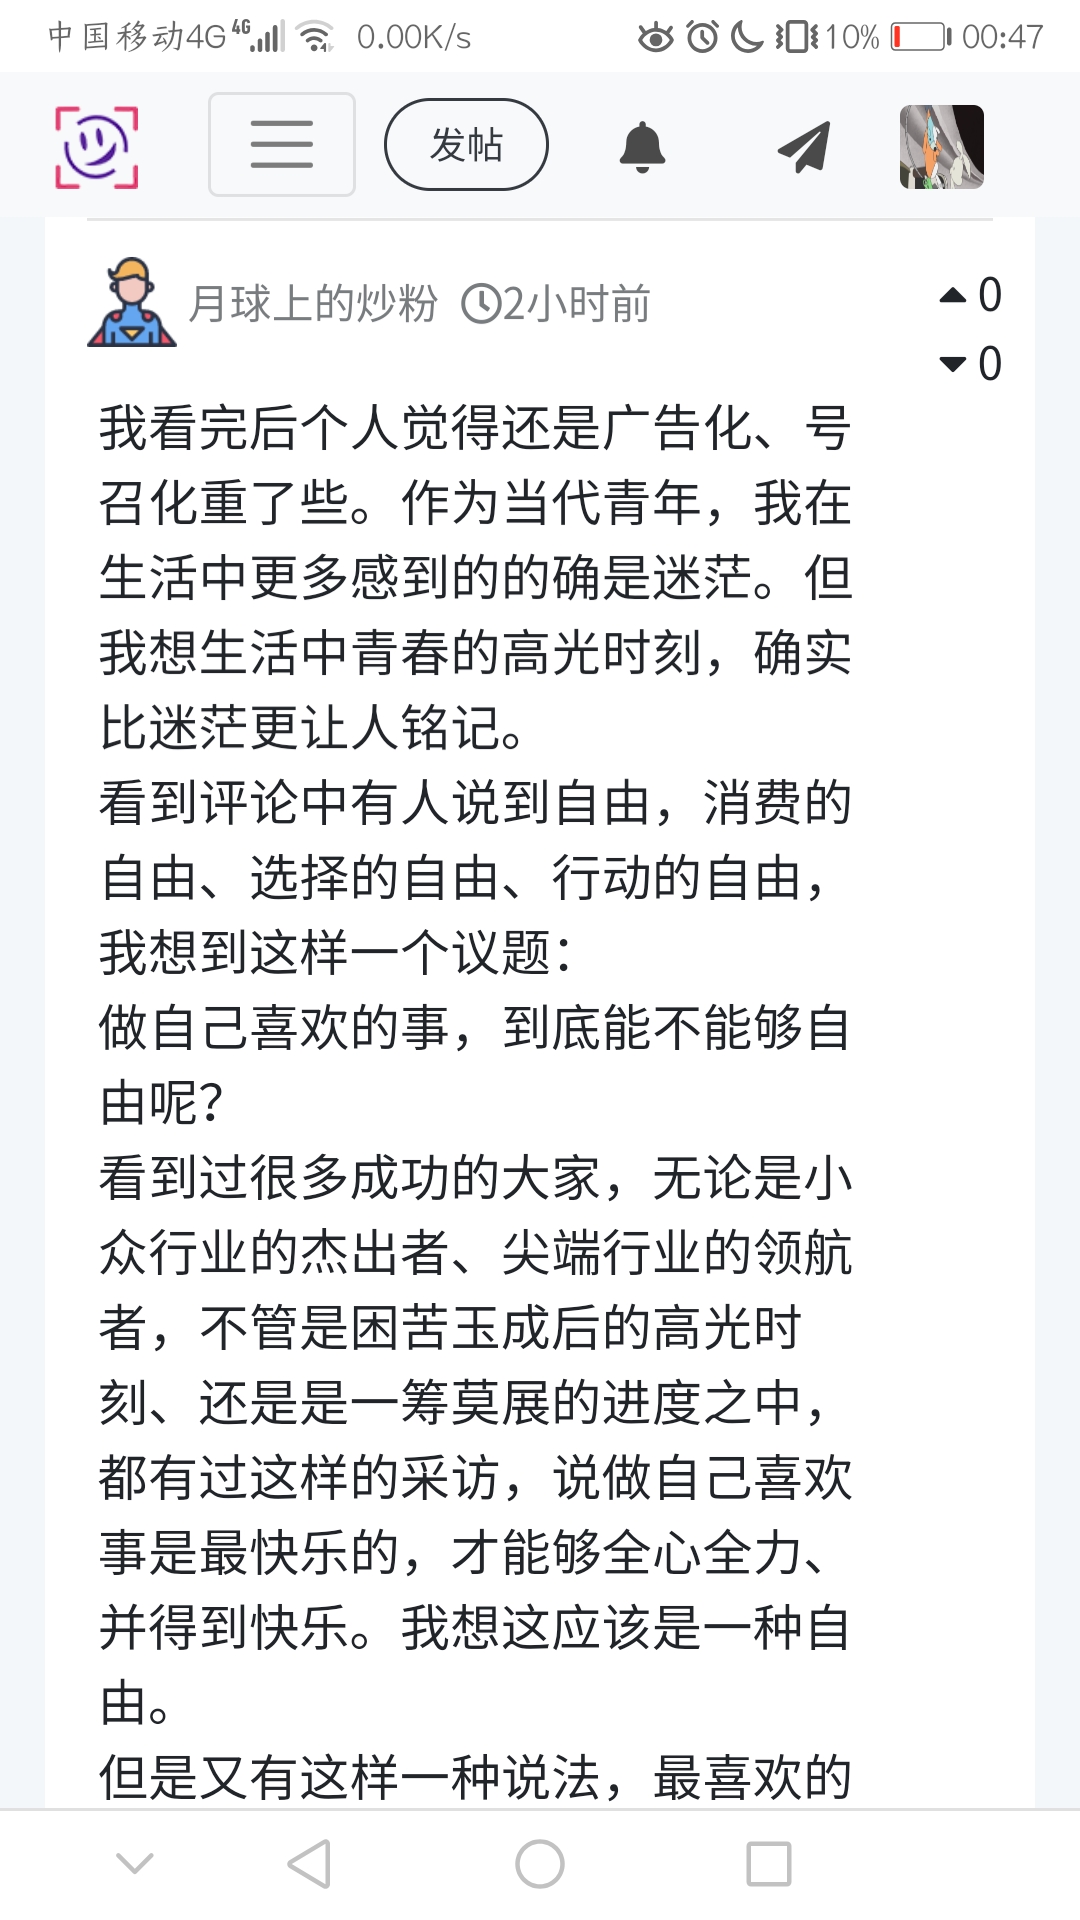 中国移动4G 4G 0.00K/s 10% 00:47
发帖
月球上的炒粉 2小时前
0
0
我看完后个人觉得还是广告化、号
召化重了些。作为当代青年，我在
生活中更多感到的的确是迷茫。但
我想生活中青春的高光时刻，确实
比迷茫更让人铭记。
看到评论中有人说到自由，消费的
自由、选择的自由、行动的自由，
我想到这样一个议题：
做自己喜欢的事，到底能不能够自
由呢？
看到过很多成功的大家，无论是小
众行业的杰出者、尖端行业的领航
者，不管是困苦玉成后的高光时
刻、还是是一筹莫展的进度之中，
都有过这样的采访，说做自己喜欢
事是最快乐的，才能够全心全力、
并得到快乐。我想这应该是一种自
由。
但是又有这样一种说法，最喜欢的